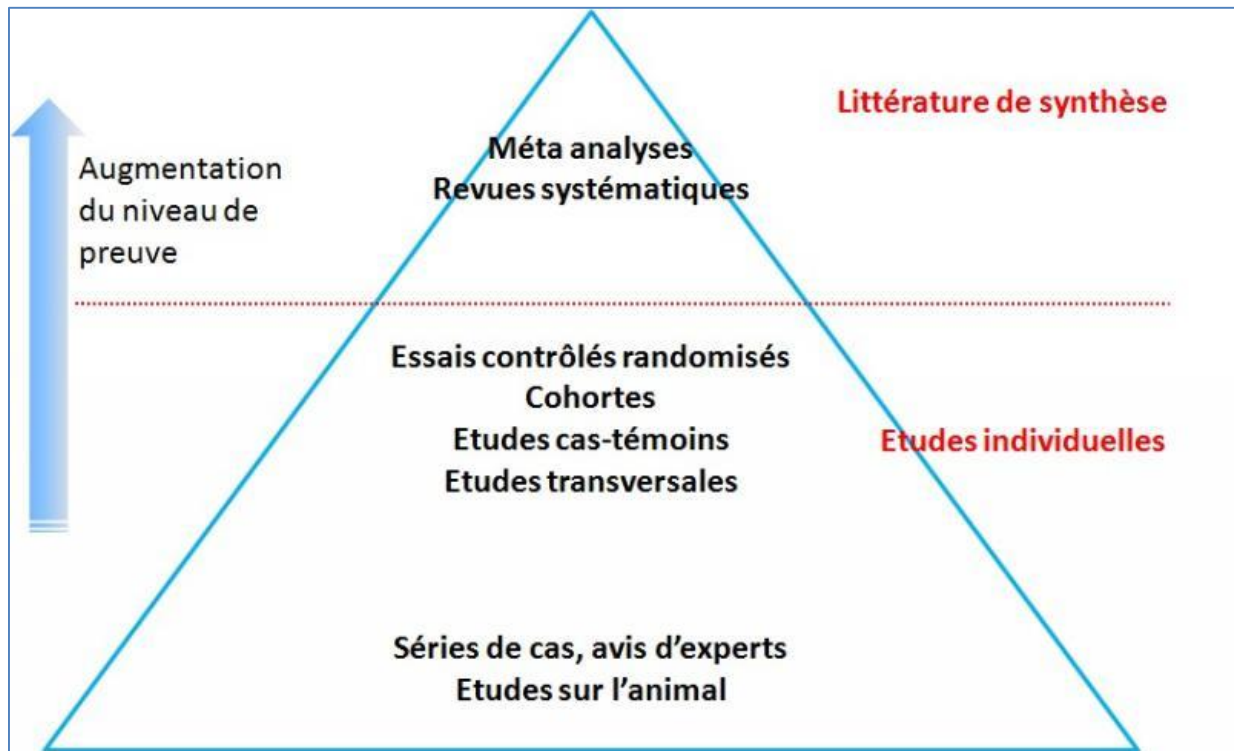 Littérature de synthèse
Méta analyses
Revues systématiques
Augmentation
du niveau de
preuve
Essais contrôlés randomisés
Cohortes
Etudes cas-témoins
Etudes transversales
Etudes individuelles
Séries de cas, avis d'experts
Etudes sur l'animal